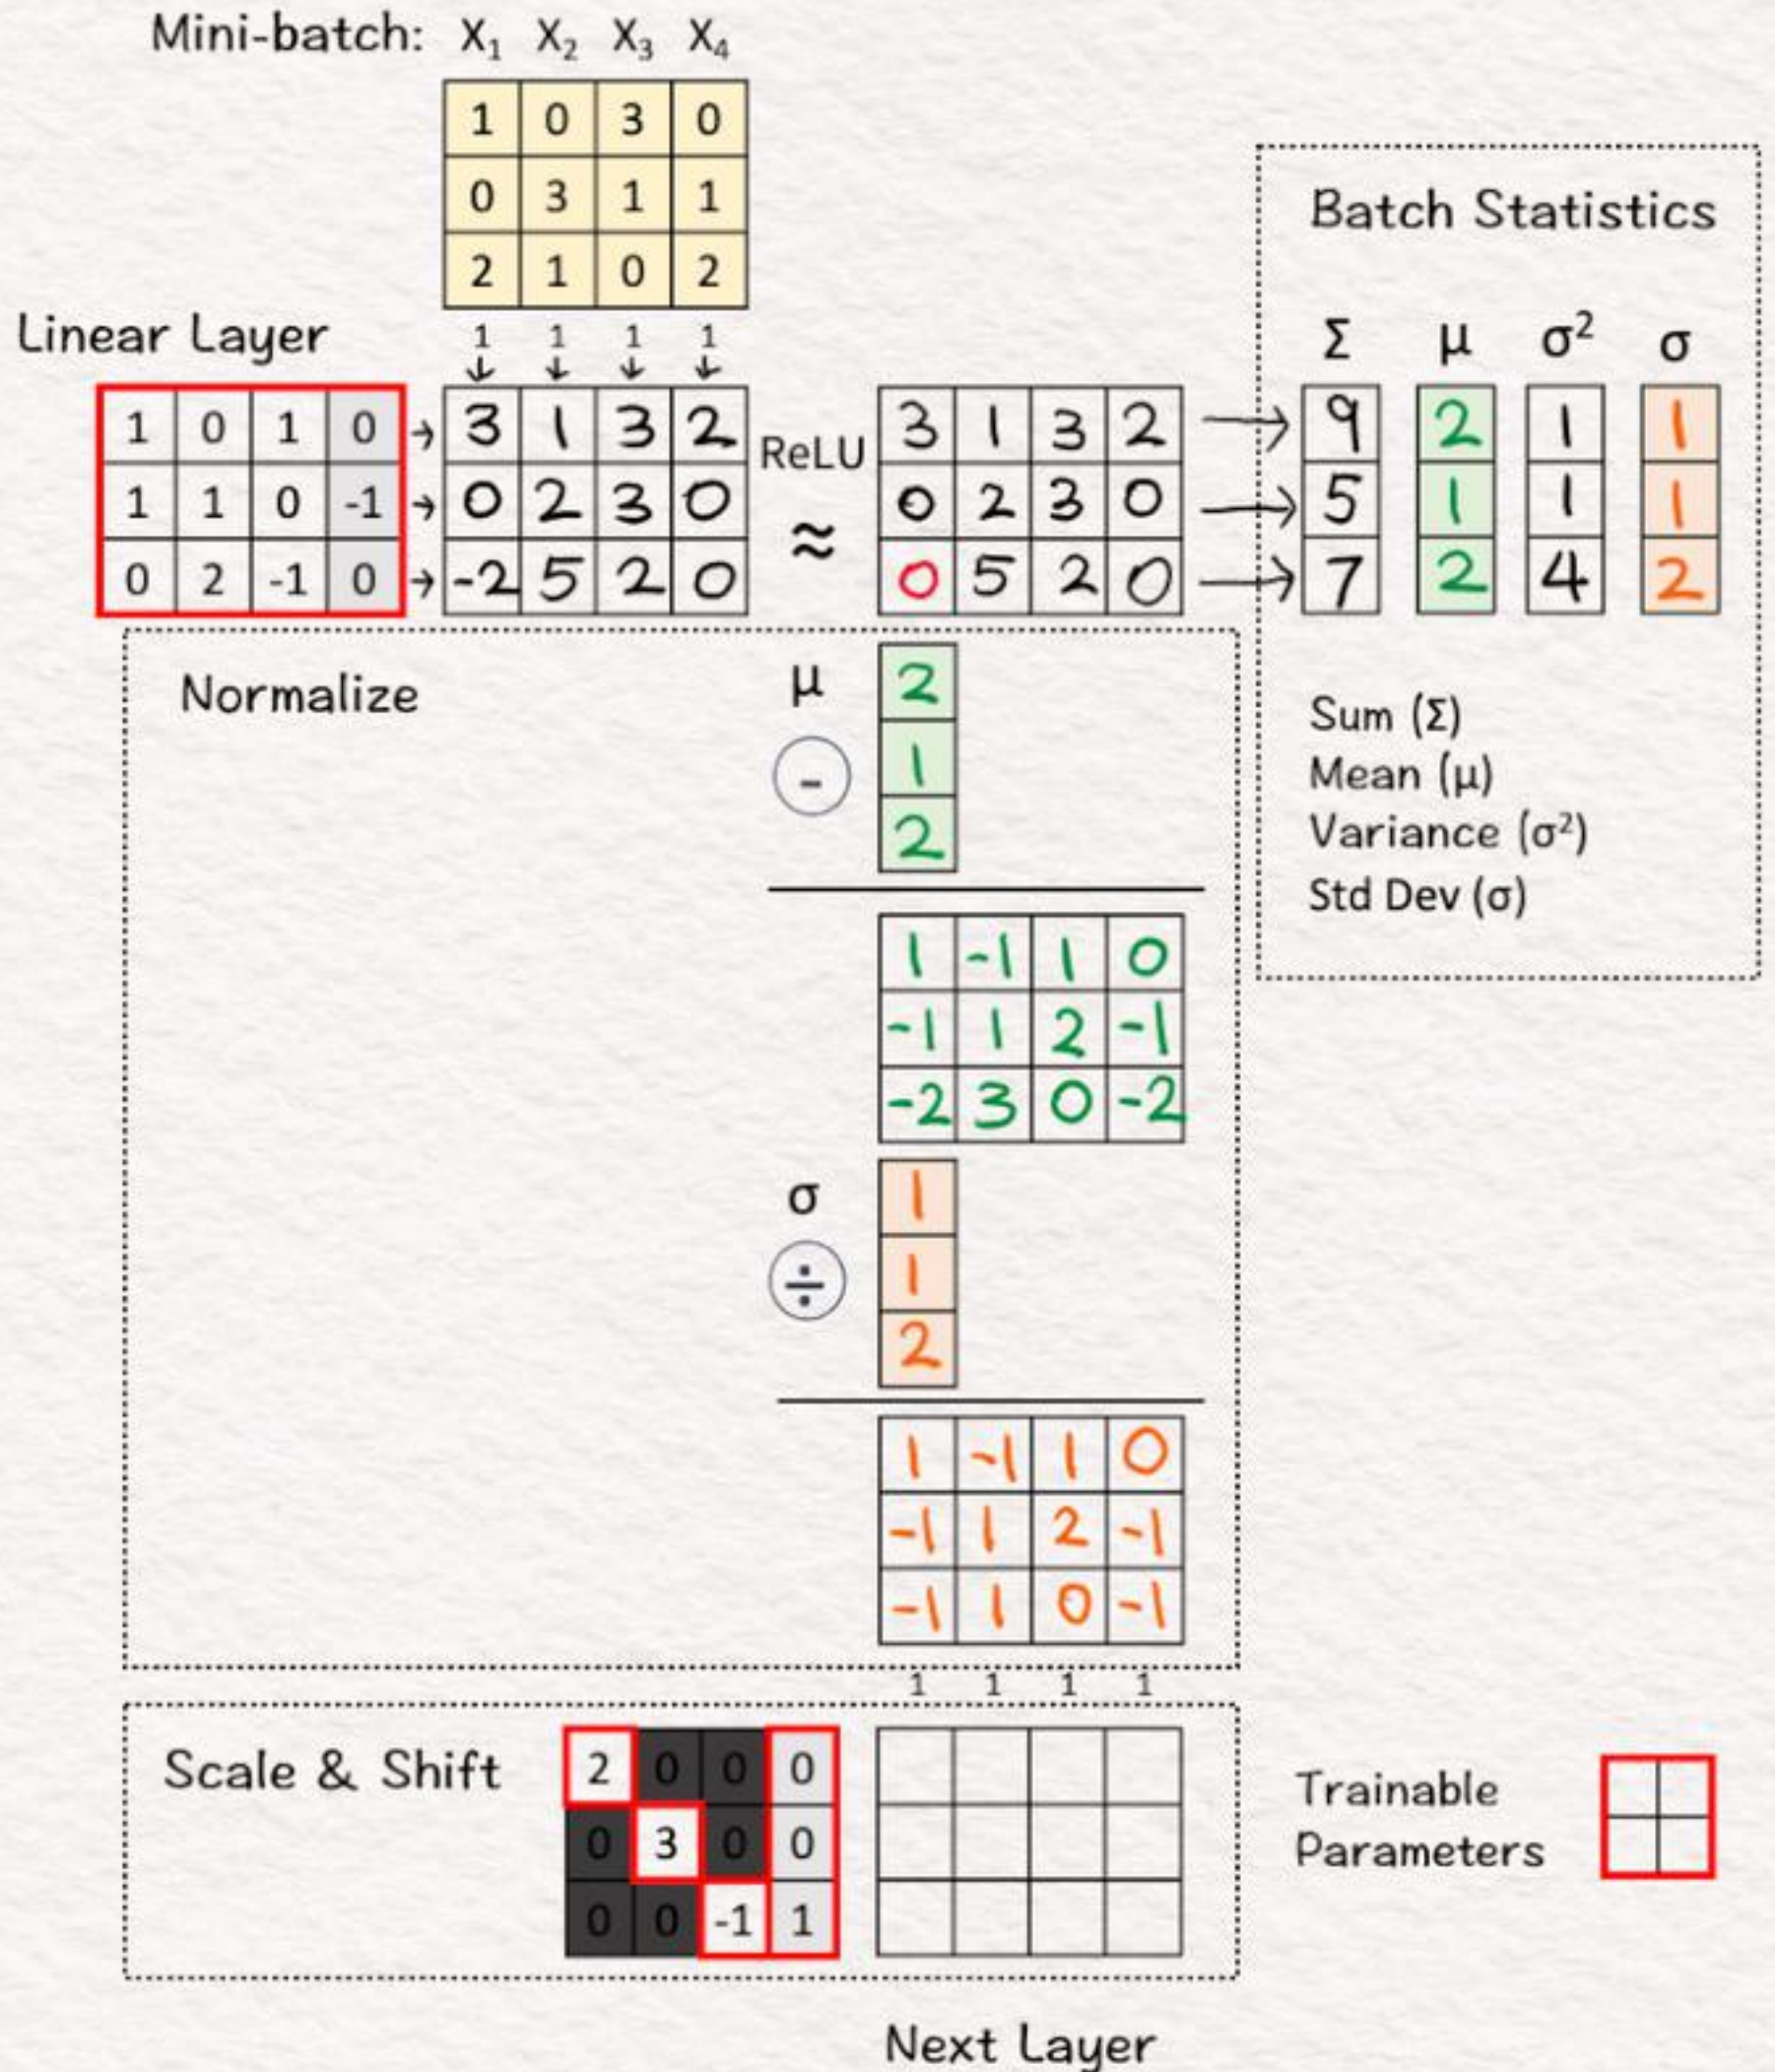 Mini-batch: X₁ X₂ X₃ X₄
1 0 3 0
0 3 1 1
2 1 0 2
Linear Layer
1 1 1 1
↓ ↓ ↓ ↓
1 0 1 0 → 3 1 3 2
1 1 0 -1 → 0 2 3 0
0 2 -1 0 → -2 5 2 0
ReLU
≈
3 1 3 2 →
0 2 3 0 →
0 5 2 0 →
Batch Statistics
Σ μ σ² σ
9 2 1 1
5 1 1 1
7 2 4 2
Sum (Σ)
Mean (μ)
Variance (σ²)
Std Dev (σ)
Normalize
μ 2
- 1
2
1 -1 1 0
-1 1 2 -1
-2 3 0 -2
σ 1
÷ 1
2
1 -1 1 0
-1 1 2 -1
-1 1 0 -1
1 1 1 1
Scale & Shift
2 0 0 0
0 3 0 0
0 0 -1 1
Trainable
Parameters
Next Layer